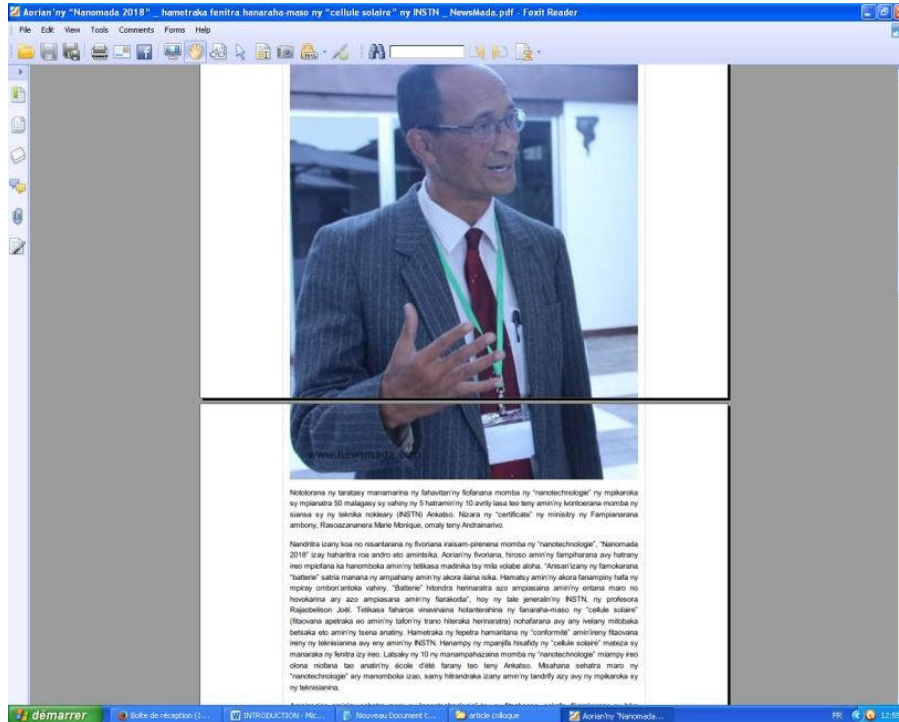 Aorian'ny "Nanomada 2018" _ hametraka fenitra hanaraha-maso ny "cellule solaire" ny INSTN _ NewsMada.pdf - Foxit Reader
File Edit View Tools Comments Forms Help
www.newsmada.com
Notolorana ny taratasy manamarina ny fahavitan'ny fiofanana momba ny "nanotechnologie" ny mpikaroka
sy mpianatra 50 malagasy sy vahiny ny 5 hatramin'ny 10 avrily lasa teo teny amin'ny ivontoerana momba ny
siansa sy ny teknika nokleary (INSTN) Ankatso. Nizara ny "certificate" ny minisitry ny Fampianarana
ambony, Rasoazananera Marie Monique, omaly teny Andrainarivo.
Nandritra izany koa no nisantarana ny fivoriana iraisam-pirenena momba ny "nanotechnologie", "Nanomada
2018" izay haharitra roa andro eto amintsika. Aorian'ny fivoriana, hiroso amin'ny fampiharana avy hatrany
ireo mpiofana ka hanomboka amin'ny tetikasa madinika tsy mila volabe aloha. "Anisan'izany ny famokarana
"batterie" satria manana ny ampahany amin'ny akora ilaina isika. Hamatsy amin'ny akora fanampiny hafa ny
mpiray ombon'antoka vahiny. "Batterie" hitondra herinaratra azo ampiasaina amin'ny entana maro no
hovokarina ary azo ampiasaina amin'ny fiarakodia", hoy ny tale jeneralin'ny INSTN, ny profesora
Rajaobelison Joël. Tetikasa faharoa vinavinaina hotanterahina ny fanaraha-maso ny "cellule solaire"
(fitaovana apetraka eo amin'ny tafon'ny trano hiteraka herinaratra) nohafarana avy any ivelany mitobaka
betsaka eto amin'ny tsena anatiny. Hametraka ny fepetra hamaritana ny "conformité" amin'ireny fitaovana
ireny ny teknisianina avy eny amin'ny INSTN. Hanampy ny mpanjifa hisafidy ny "cellule solaire" mateza sy
manaraka ny fenitra izy ireo. Latsaky ny 10 ny manampahaizana momba ny "nanotechnologie" miampy ireo
olona niofana tao anatin'ny école d'été farany teo teny Ankatso. Misahana sehatra maro ny
"nanotechnologie" ary manomboka izao, samy hitrandraka izany amin'ny tandrify azy avy ny mpikaroka sy
ny teknisianina.
démarrer
Boîte de réception (1...
INTRODUCTION - Mic...
Nouveau Document t...
article colloque
Aorian'ny "Nanomada...
FR